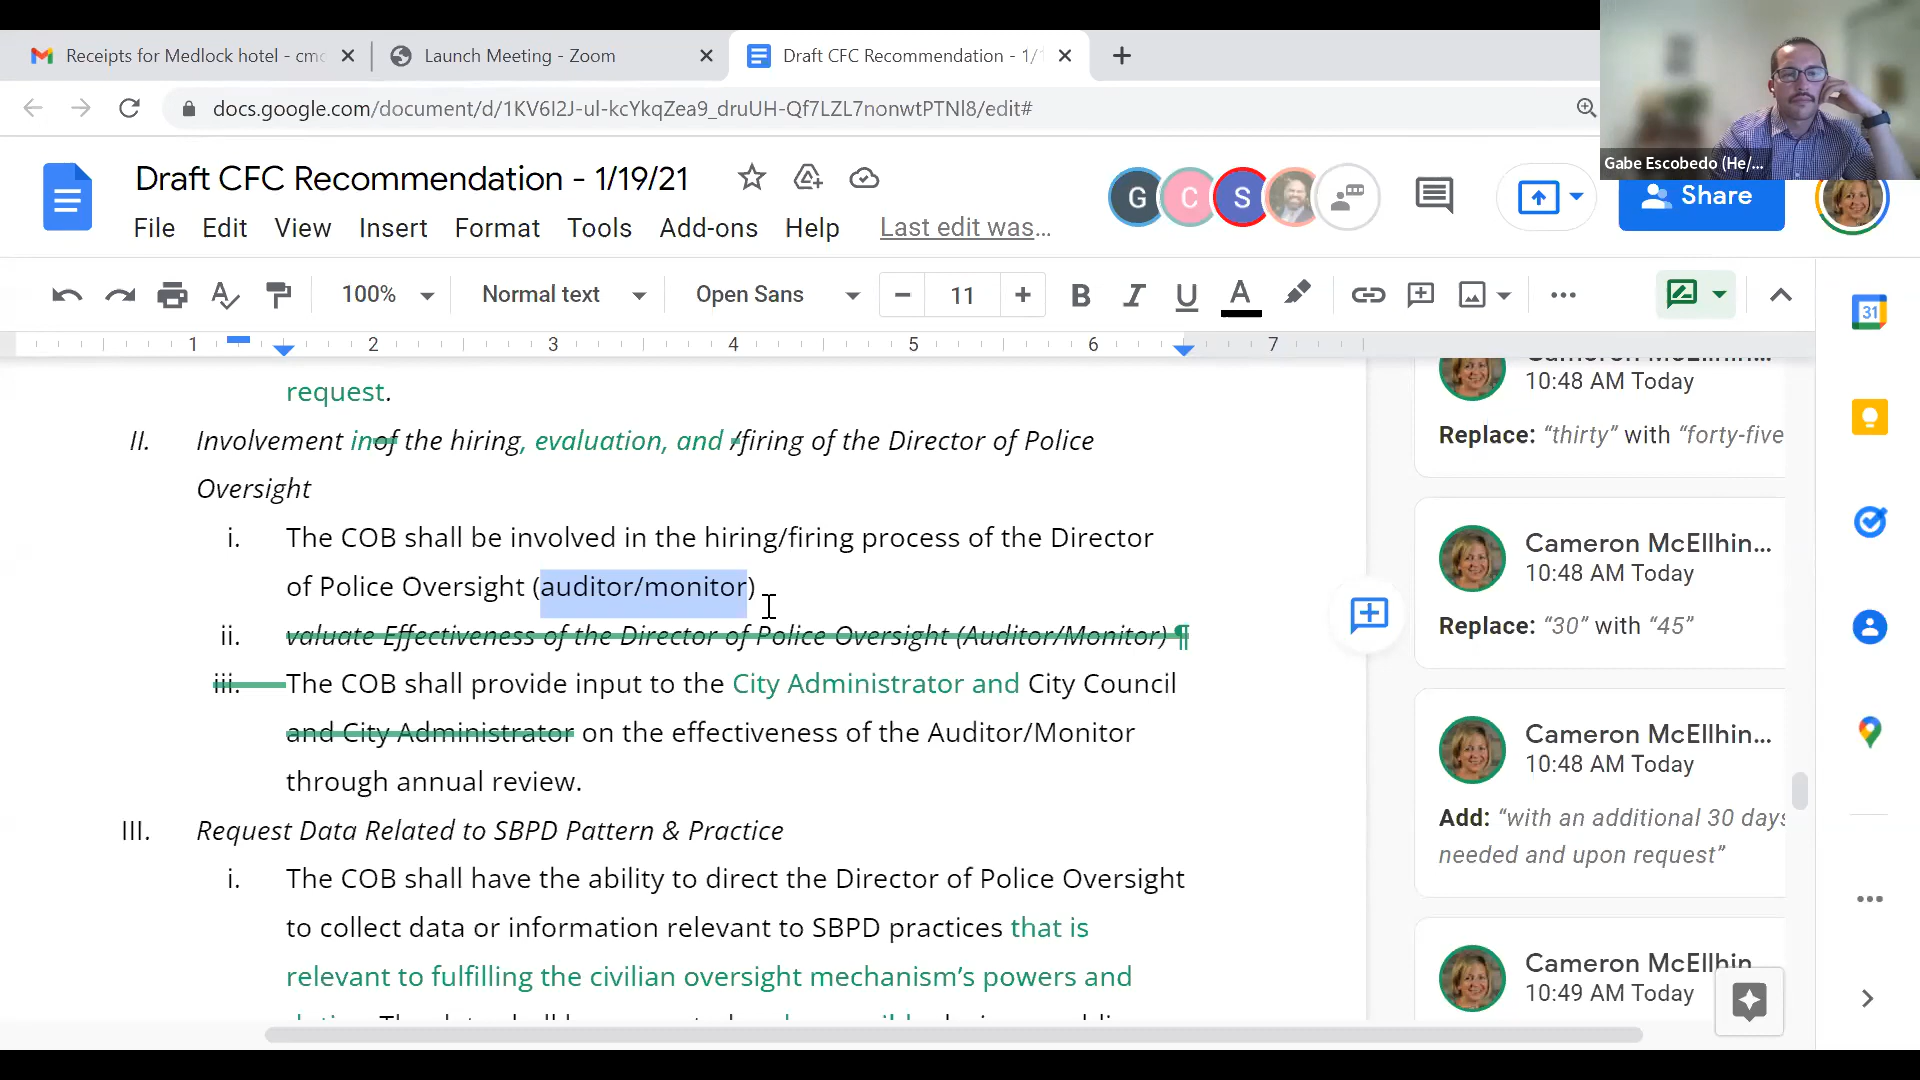 Receipts for Medlock hotel - cmc
Launch Meeting - Zoom
Draft CFC Recommendation - 1/1
docs.google.com/document/d/1KV6I2J-ul-kcYkqZea9_druUH-Qf7LZL7nonwtPTNl8/edit#
Gabe Escobedo (He/...
Draft CFC Recommendation - 1/19/21
G C S
Share
File Edit View Insert Format Tools Add-ons Help Last edit was...
100% Normal text Open Sans 11 B I U A
31
1 2 3 4 5 6 7
request.
II. Involvement inof the hiring, evaluation, and /firing of the Director of Police
Oversight
i. The COB shall be involved in the hiring/firing process of the Director
of Police Oversight (auditor/monitor)
ii. valuate Effectiveness of the Director of Police Oversight (Auditor/Monitor) ¶
iii. The COB shall provide input to the City Administrator and City Council
and City Administrator on the effectiveness of the Auditor/Monitor
through annual review.
III. Request Data Related to SBPD Pattern & Practice
i. The COB shall have the ability to direct the Director of Police Oversight
to collect data or information relevant to SBPD practices that is
relevant to fulfilling the civilian oversight mechanism's powers and
Cameron McEllhin...
10:48 AM Today
Replace: "thirty" with "forty-five
Cameron McEllhin...
10:48 AM Today
Replace: "30" with "45"
Cameron McEllhin...
10:48 AM Today
Add: "with an additional 30 days
needed and upon request"
Cameron McEllhin
10:49 AM Today